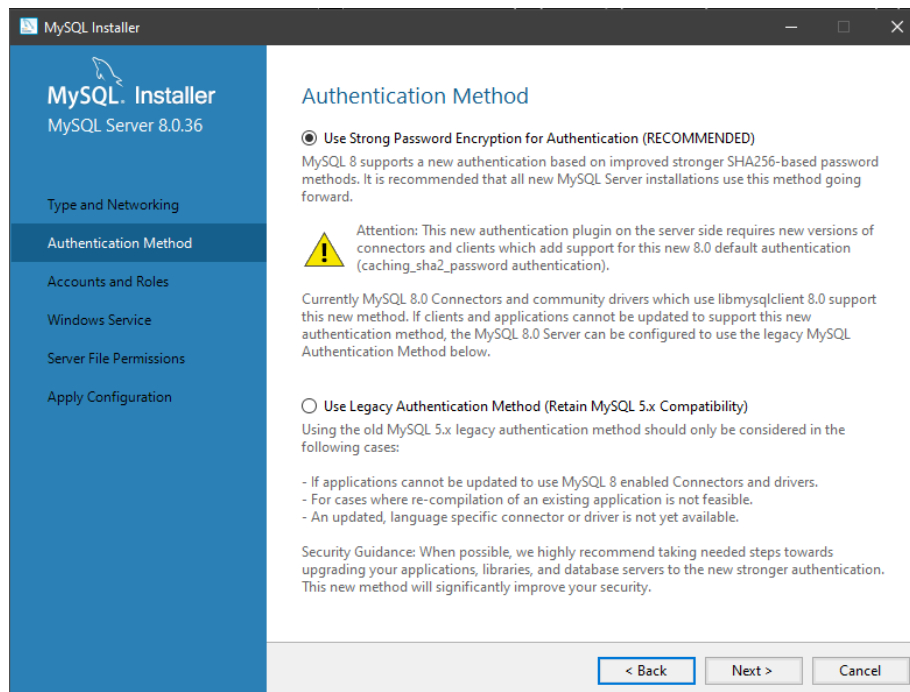 MySQL Installer
MySQL. Installer
MySQL Server 8.0.36
Type and Networking
Authentication Method
Accounts and Roles
Windows Service
Server File Permissions
Apply Configuration
Authentication Method
Use Strong Password Encryption for Authentication (RECOMMENDED)
MySQL 8 supports a new authentication based on improved stronger SHA256-based password
methods. It is recommended that all new MySQL Server installations use this method going
forward.
Attention: This new authentication plugin on the server side requires new versions of
connectors and clients which add support for this new 8.0 default authentication
(caching_sha2_password authentication).
Currently MySQL 8.0 Connectors and community drivers which use libmysqlclient 8.0 support
this new method. If clients and applications cannot be updated to support this new
authentication method, the MySQL 8.0 Server can be configured to use the legacy MySQL
Authentication Method below.
Use Legacy Authentication Method (Retain MySQL 5.x Compatibility)
Using the old MySQL 5.x legacy authentication method should only be considered in the
following cases:
- If applications cannot be updated to use MySQL 8 enabled Connectors and drivers.
- For cases where re-compilation of an existing application is not feasible.
- An updated, language specific connector or driver is not yet available.
Security Guidance: When possible, we highly recommend taking needed steps towards
upgrading your applications, libraries, and database servers to the new stronger authentication.
This new method will significantly improve your security.
< Back
Next >
Cancel